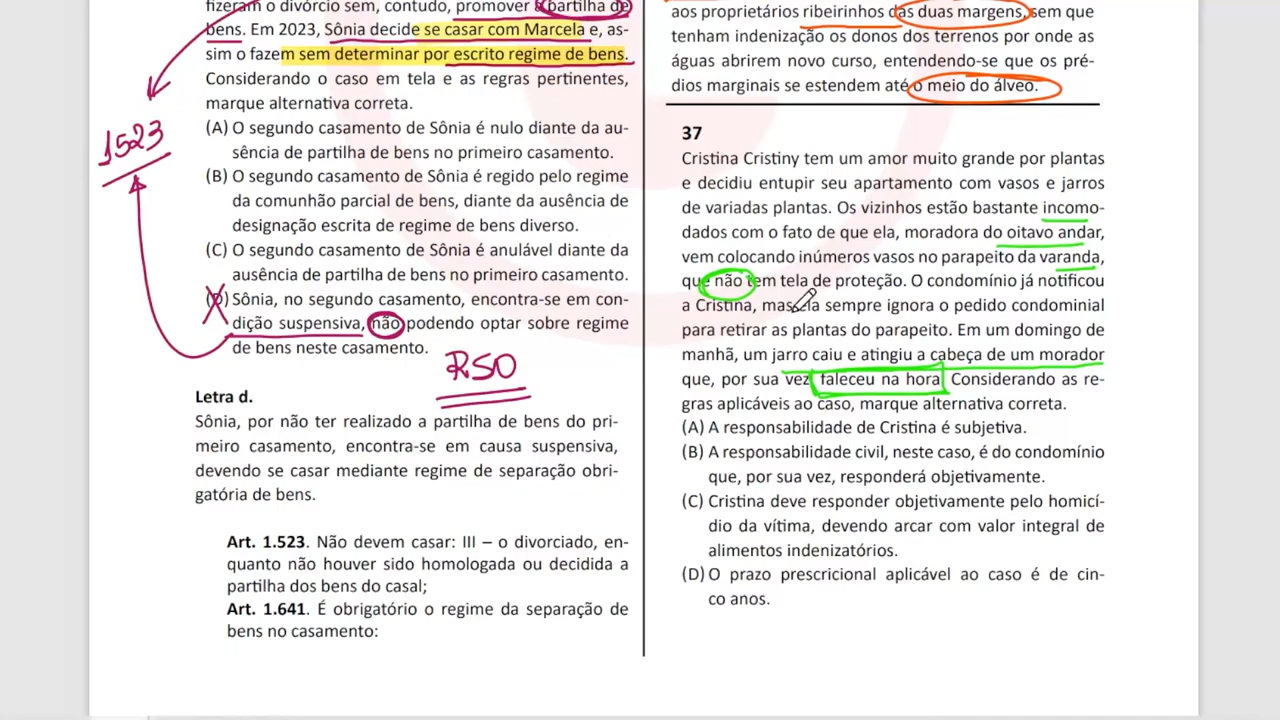 fizeram o divórcio sem, contudo, promover a partilha de
bens. Em 2023, Sônia decide se casar com Marcela e, as-
sim o fazem sem determinar por escrito regime de bens.
Considerando o caso em tela e as regras pertinentes,
marque alternativa correta.
1523
(A) O segundo casamento de Sônia é nulo diante da au-
sência de partilha de bens no primeiro casamento.
(B) O segundo casamento de Sônia é regido pelo regime
da comunhão parcial de bens, diante da ausência de
designação escrita de regime de bens diverso.
(C) O segundo casamento de Sônia é anulável diante da
ausência de partilha de bens no primeiro casamento.
(D) Sônia, no segundo casamento, encontra-se em con-
dição suspensiva, não podendo optar sobre regime
de bens neste casamento.
RSO
Letra d.
Sônia, por não ter realizado a partilha de bens do pri-
meiro casamento, encontra-se em causa suspensiva,
devendo se casar mediante regime de separação obri-
gatória de bens.
Art. 1.523. Não devem casar: III – o divorciado, en-
quanto não houver sido homologada ou decidida a
partilha dos bens do casal;
Art. 1.641. É obrigatório o regime da separação de
bens no casamento:
aos proprietários ribeirinhos das duas margens, sem que
tenham indenização os donos dos terrenos por onde as
águas abrirem novo curso, entendendo-se que os pré-
dios marginais se estendem até o meio do álveo.
37
Cristina Cristiny tem um amor muito grande por plantas
e decidiu entupir seu apartamento com vasos e jarros
de variadas plantas. Os vizinhos estão bastante incomo-
dados com o fato de que ela, moradora do oitavo andar,
vem colocando inúmeros vasos no parapeito da varanda,
que não tem tela de proteção. O condomínio já notificou
a Cristina, mas ela sempre ignora o pedido condominial
para retirar as plantas do parapeito. Em um domingo de
manhã, um jarro caiu e atingiu a cabeça de um morador
que, por sua vez faleceu na hora. Considerando as re-
gras aplicáveis ao caso, marque alternativa correta.
(A) A responsabilidade de Cristina é subjetiva.
(B) A responsabilidade civil, neste caso, é do condomínio
que, por sua vez, responderá objetivamente.
(C) Cristina deve responder objetivamente pelo homicí-
dio da vítima, devendo arcar com valor integral de
alimentos indenizatórios.
(D) O prazo prescricional aplicável ao caso é de cin-
co anos.